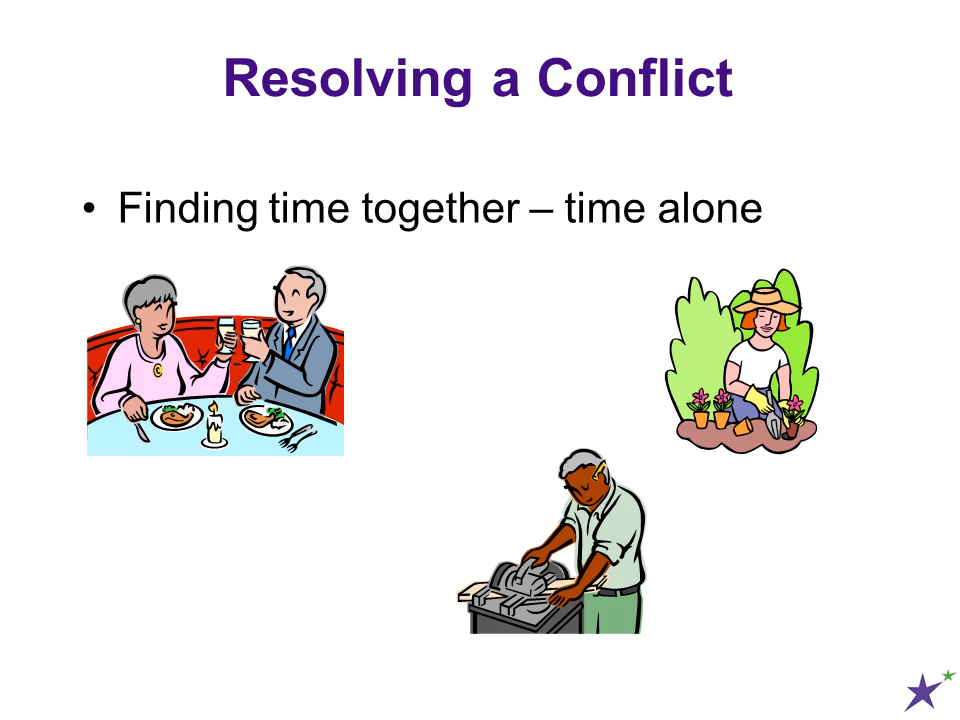 Resolving a Conflict
• Finding time together – time alone